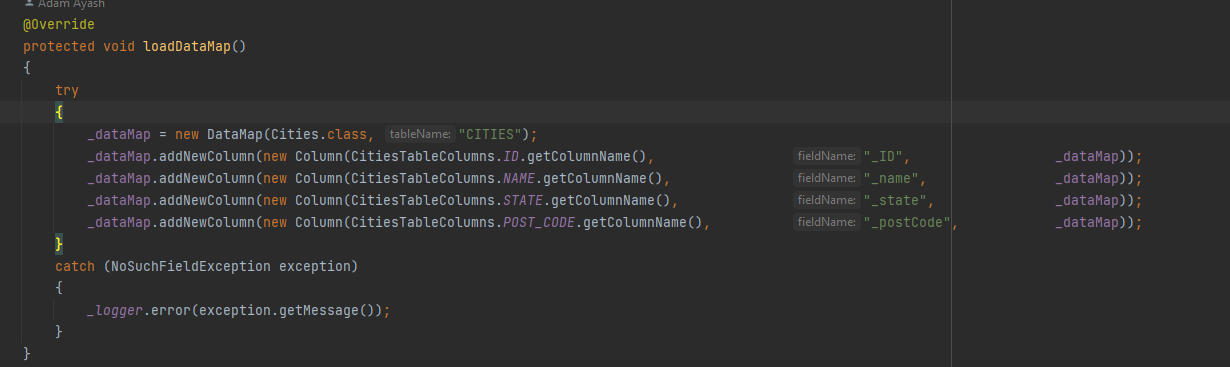 Adam Ayash
@Override
protected void loadDataMap()
{
try
{
_dataMap = new DataMap(Cities.class, tableName: "CITIES");
_dataMap.addNewColumn(new Column(CitiesTableColumns.ID.getColumnName(), fieldName: "_ID", _dataMap));
_dataMap.addNewColumn(new Column(CitiesTableColumns.NAME.getColumnName(), fieldName: "_name", _dataMap));
_dataMap.addNewColumn(new Column(CitiesTableColumns.STATE.getColumnName(), fieldName: "_state", _dataMap));
_dataMap.addNewColumn(new Column(CitiesTableColumns.POST_CODE.getColumnName(), fieldName: "_postCode", _dataMap));
}
catch (NoSuchFieldException exception)
{
_logger.error(exception.getMessage());
}
}